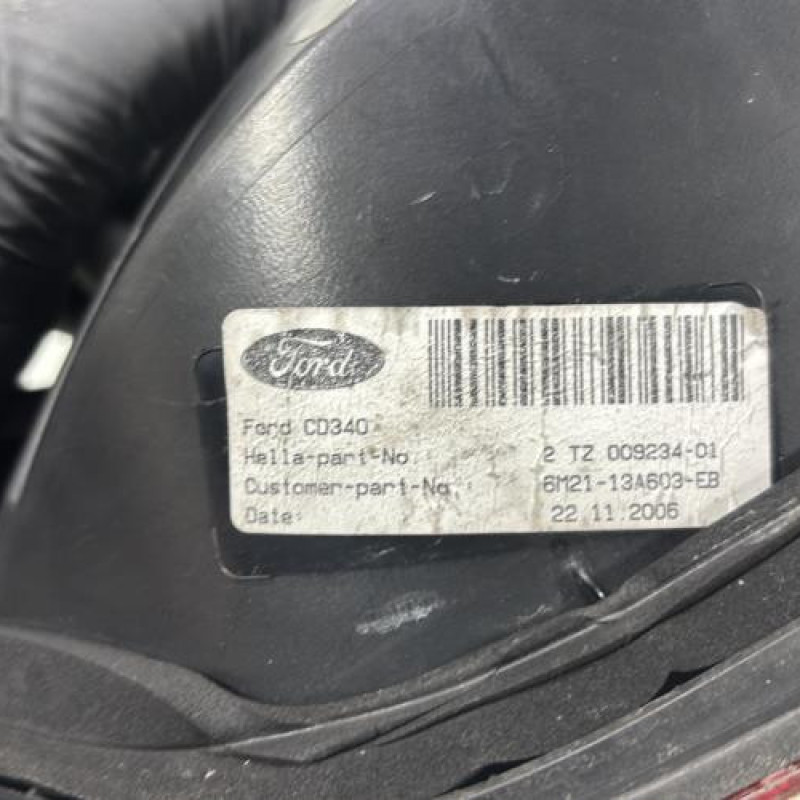 Ford
Ford CD340
Hella-part-No. 2 TZ 009234-01
Customer-part-No.: 6M21-13A603-EB
Date: 22.11.2006